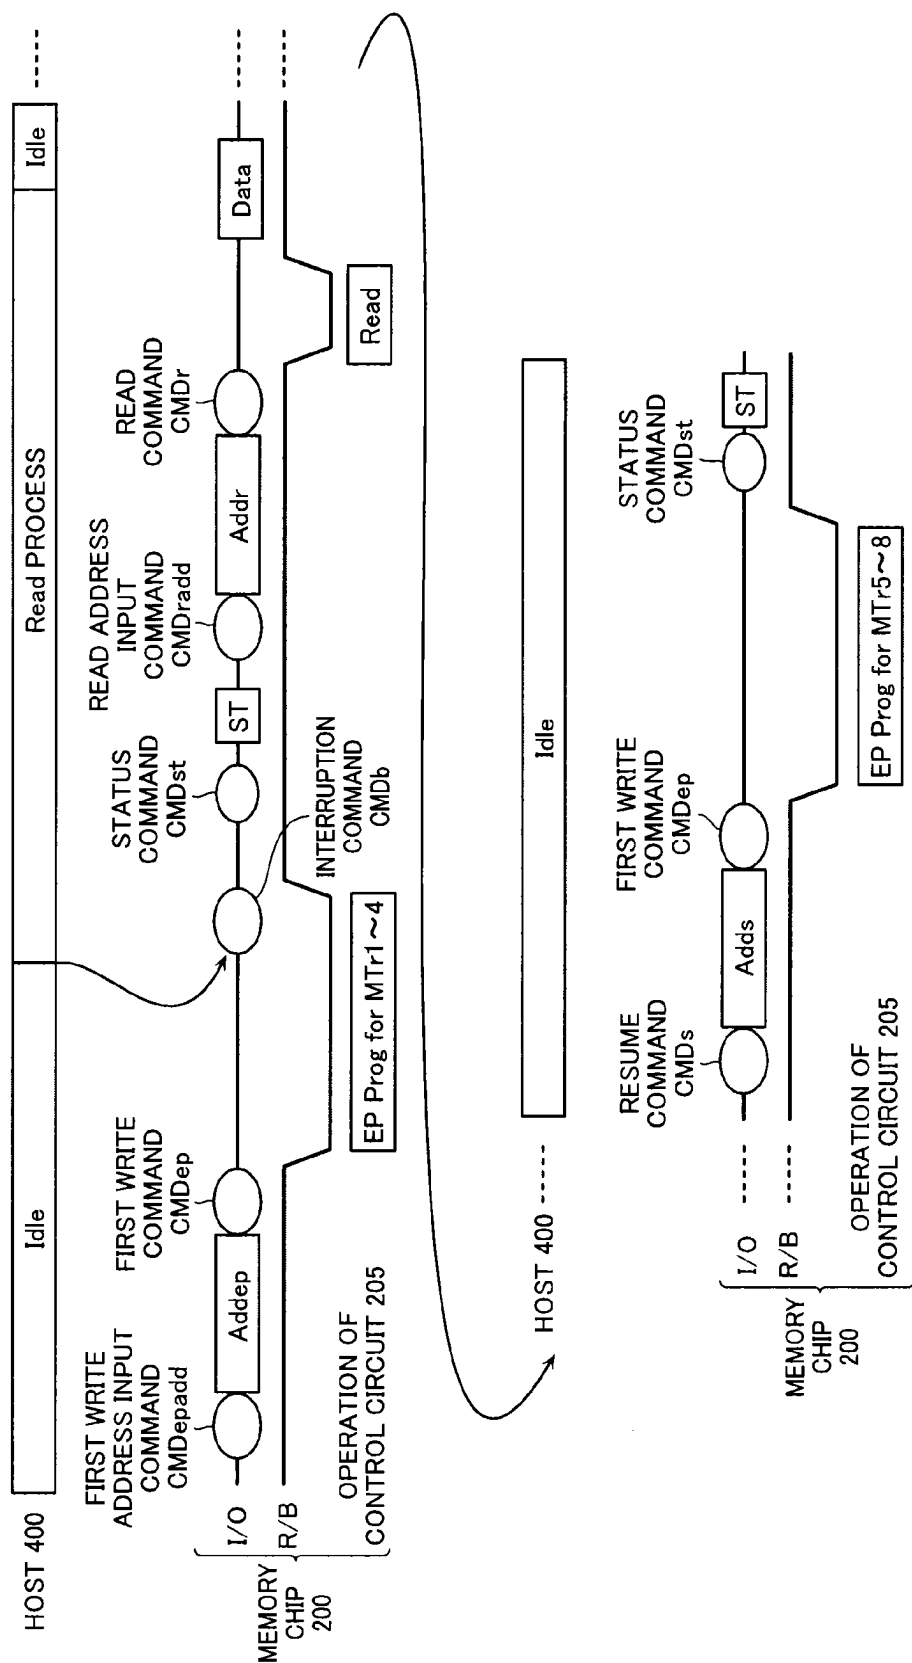 HOST 400
Idle
Read PROCESS
Idle
FIRST WRITE
ADDRESS INPUT
COMMAND
CMDepadd
FIRST WRITE
COMMAND
CMDep
STATUS
COMMAND
CMDst
READ ADDRESS
INPUT
COMMAND
CMDradd
READ
COMMAND
CMDr
MEMORY
CHIP
200
I/O
Addep
ST
Addr
Data
R/B
INTERRUPTION
COMMAND
CMDb
OPERATION OF
CONTROL CIRCUIT 205
EP Prog for MTr1～4
Read
HOST 400
Idle
RESUME
COMMAND
CMDs
FIRST WRITE
COMMAND
CMDep
STATUS
COMMAND
CMDst
MEMORY
CHIP
200
I/O
Adds
ST
R/B
OPERATION OF
CONTROL CIRCUIT 205
EP Prog for MTr5～8